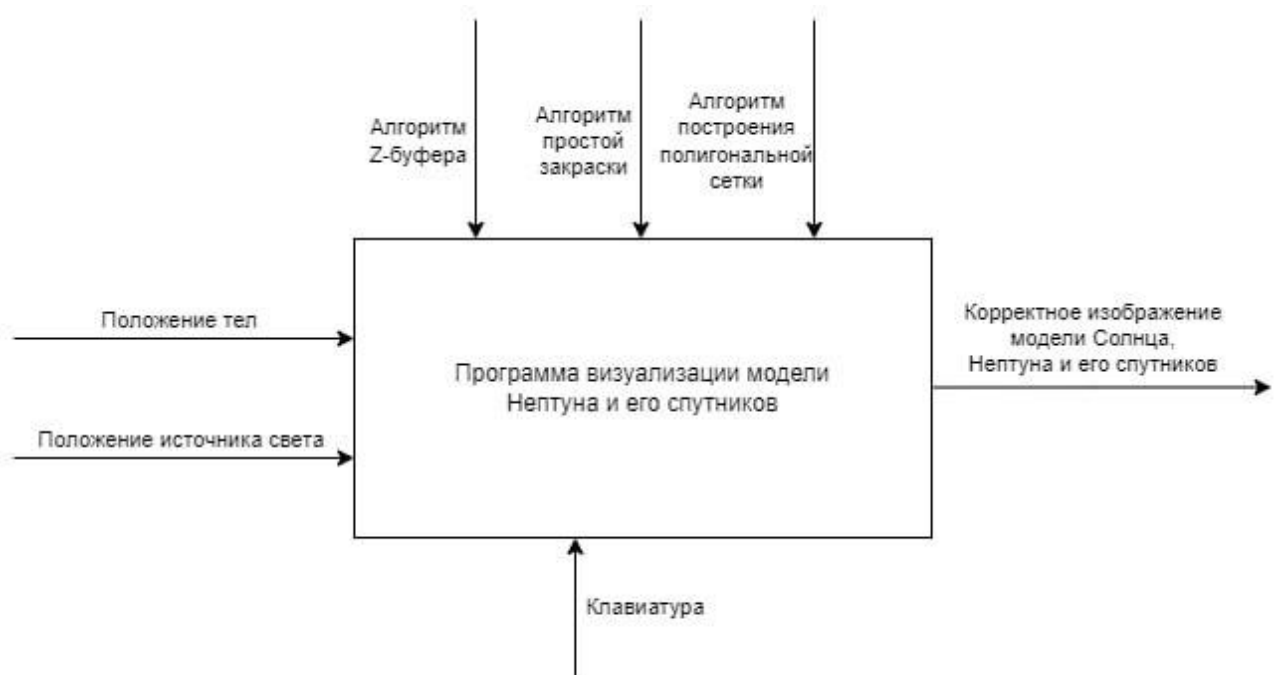 Алгоритм
Z-буфера
Алгоритм
простой
закраски
Алгоритм
построения
полигональной
сетки
Положение тел
Положение источника света
Программа визуализации модели
Нептуна и его спутников
Корректное изображение
модели Солнца,
Нептуна и его спутников
Клавиатура